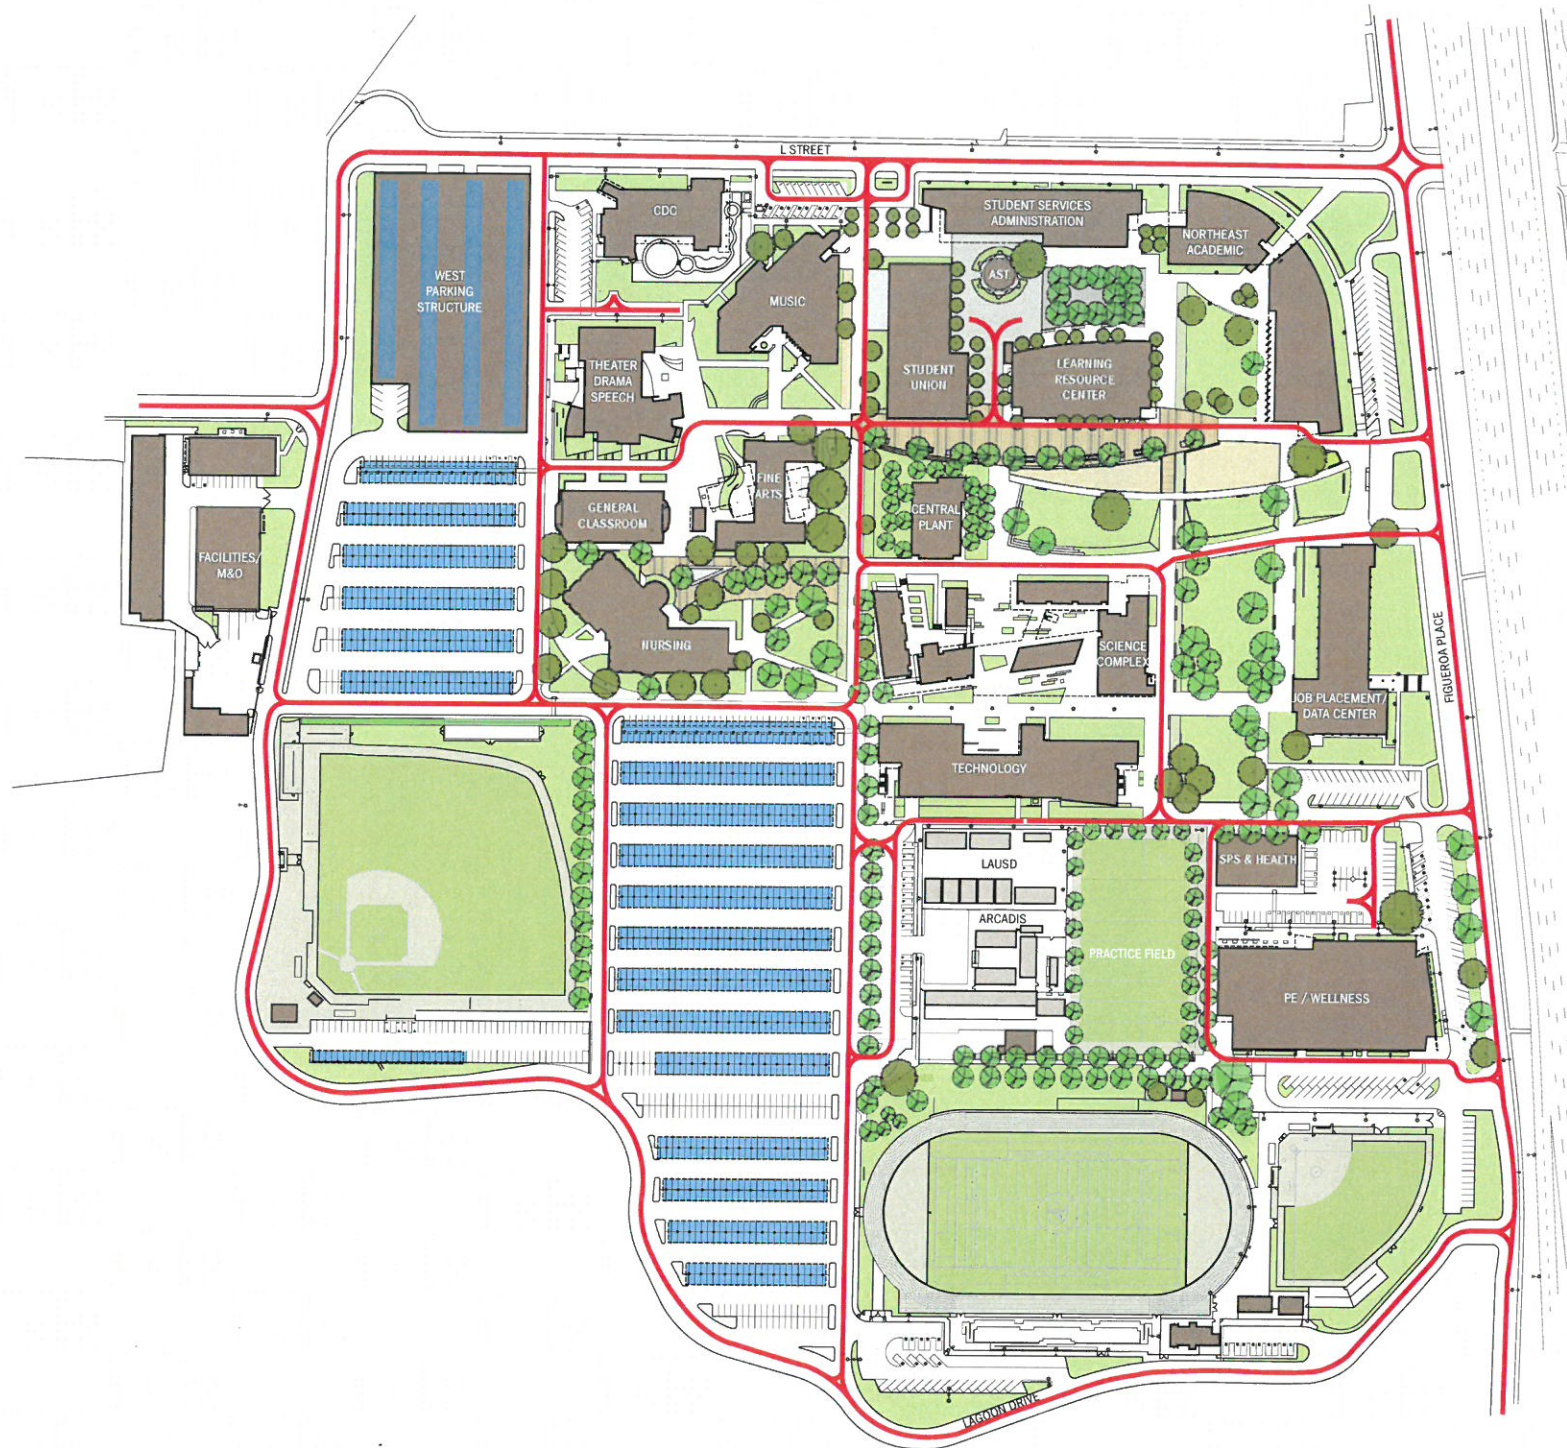 L STREET
CDC
STUDENT SERVICES
ADMINISTRATION
NORTHEAST
ACADEMIC
WEST
PARKING
STRUCTURE
MUSIC
AST
THEATER
DRAMA
SPEECH
STUDENT
UNION
LEARNING
RESOURCE
CENTER
FINE
ARTS
GENERAL
CLASSROOM
CENTRAL
PLANT
FACILITIES/
M&O
NURSING
SCIENCE
COMPLEX
JOB PLACEMENT/
DATA CENTER
FIGUEROA PLACE
TECHNOLOGY
LAUSD
SPS & HEALTH
ARCADIS
PRACTICE FIELD
PE / WELLNESS
LAGOON DRIVE